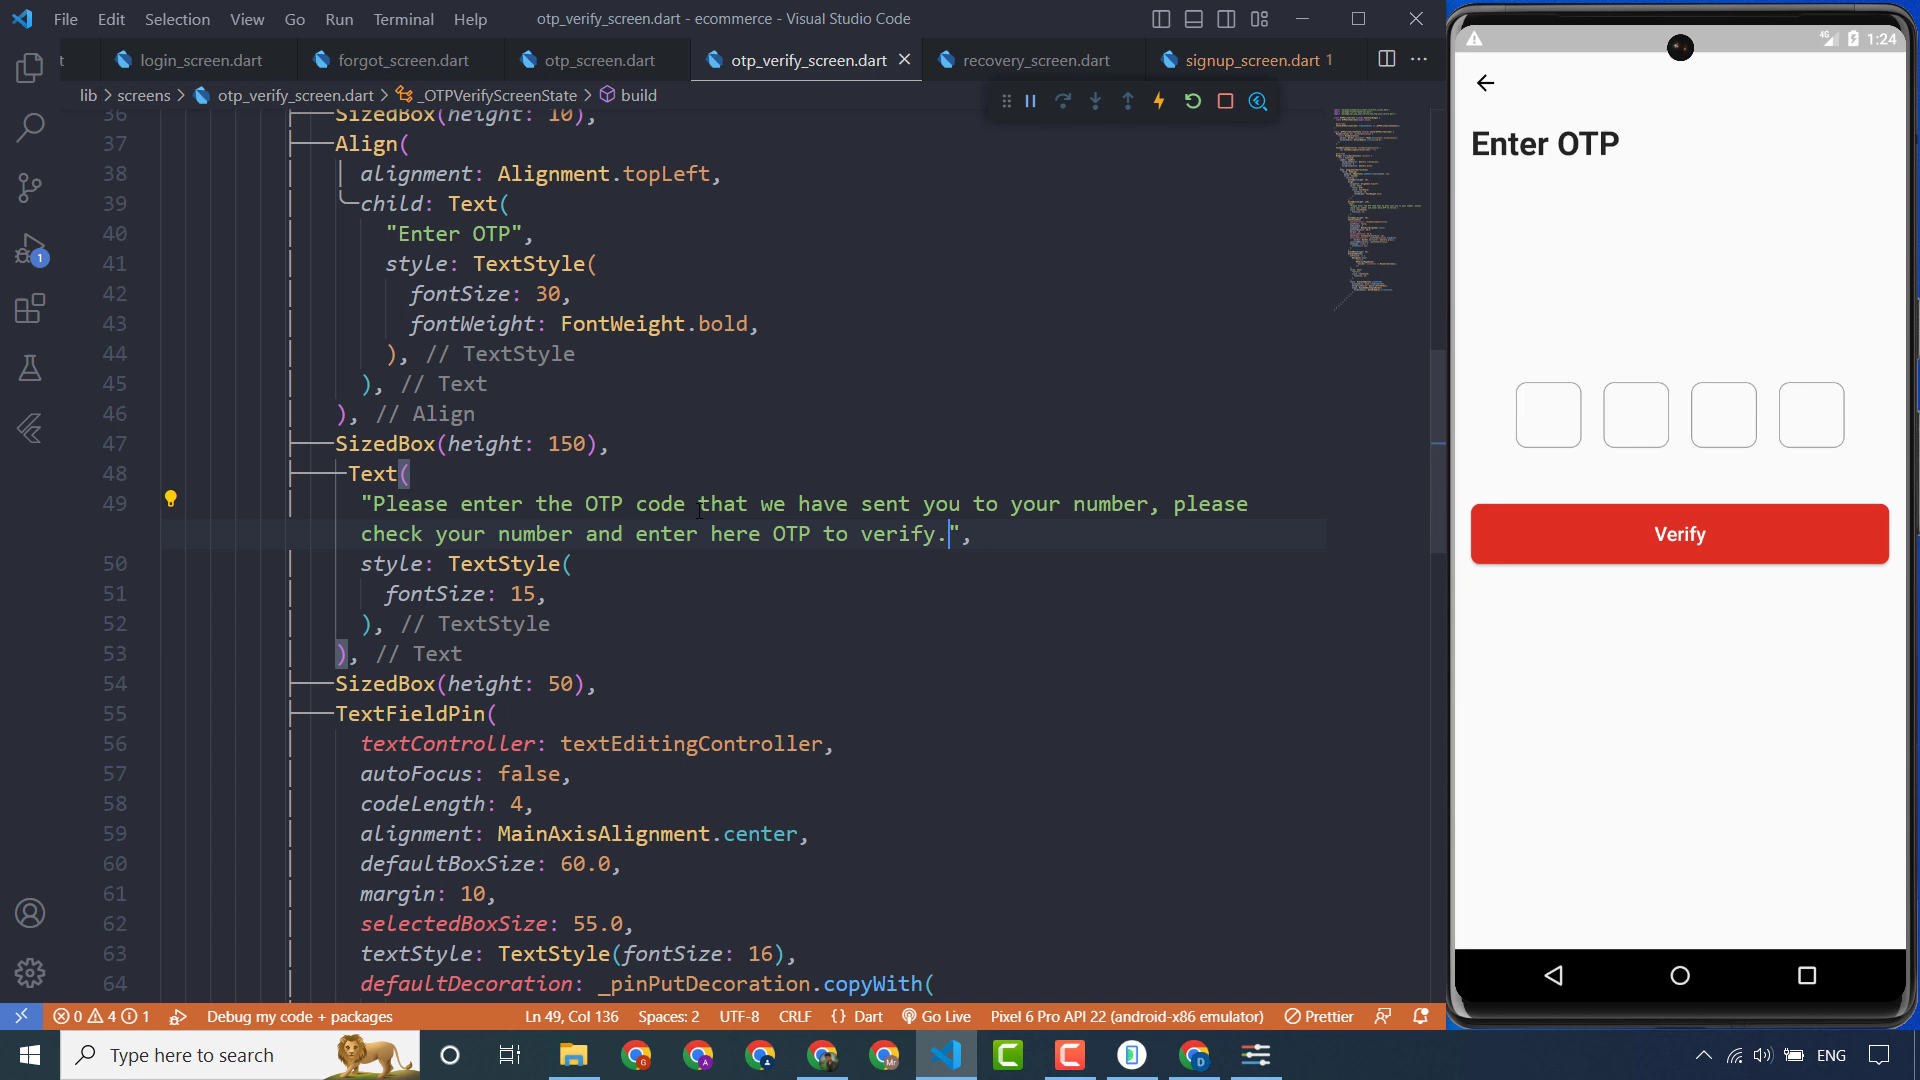 File Edit Selection View Go Run Terminal Help otp_verify_screen.dart - ecommerce - Visual Studio Code
t login_screen.dart forgot_screen.dart otp_screen.dart otp_verify_screen.dart recovery_screen.dart signup_screen.dart 1
lib > screens > otp_verify_screen.dart > _OTPVerifyScreenState > build
36 SizedBox(height: 10),
37 Align(
38 alignment: Alignment.topLeft,
39 child: Text(
40 "Enter OTP",
41 style: TextStyle(
42 fontSize: 30,
43 fontWeight: FontWeight.bold,
44 ), // TextStyle
45 ), // Text
46 ), // Align
47 SizedBox(height: 150),
48 Text(
49 "Please enter the OTP code that we have sent you to your number, please
check your number and enter here OTP to verify.",
50 style: TextStyle(
51 fontSize: 15,
52 ), // TextStyle
53 ), // Text
54 SizedBox(height: 50),
55 TextFieldPin(
56 textController: textEditingController,
57 autoFocus: false,
58 codeLength: 4,
59 alignment: MainAxisAlignment.center,
60 defaultBoxSize: 60.0,
61 margin: 10,
62 selectedBoxSize: 55.0,
63 textStyle: TextStyle(fontSize: 16),
64 defaultDecoration: _pinPutDecoration.copyWith(
1
0 4 1 Debug my code + packages Ln 49, Col 136 Spaces: 2 UTF-8 CRLF {} Dart Go Live Pixel 6 Pro API 22 (android-x86 emulator) Prettier
Type here to search
ENG
4G 1:24
Enter OTP
Verify